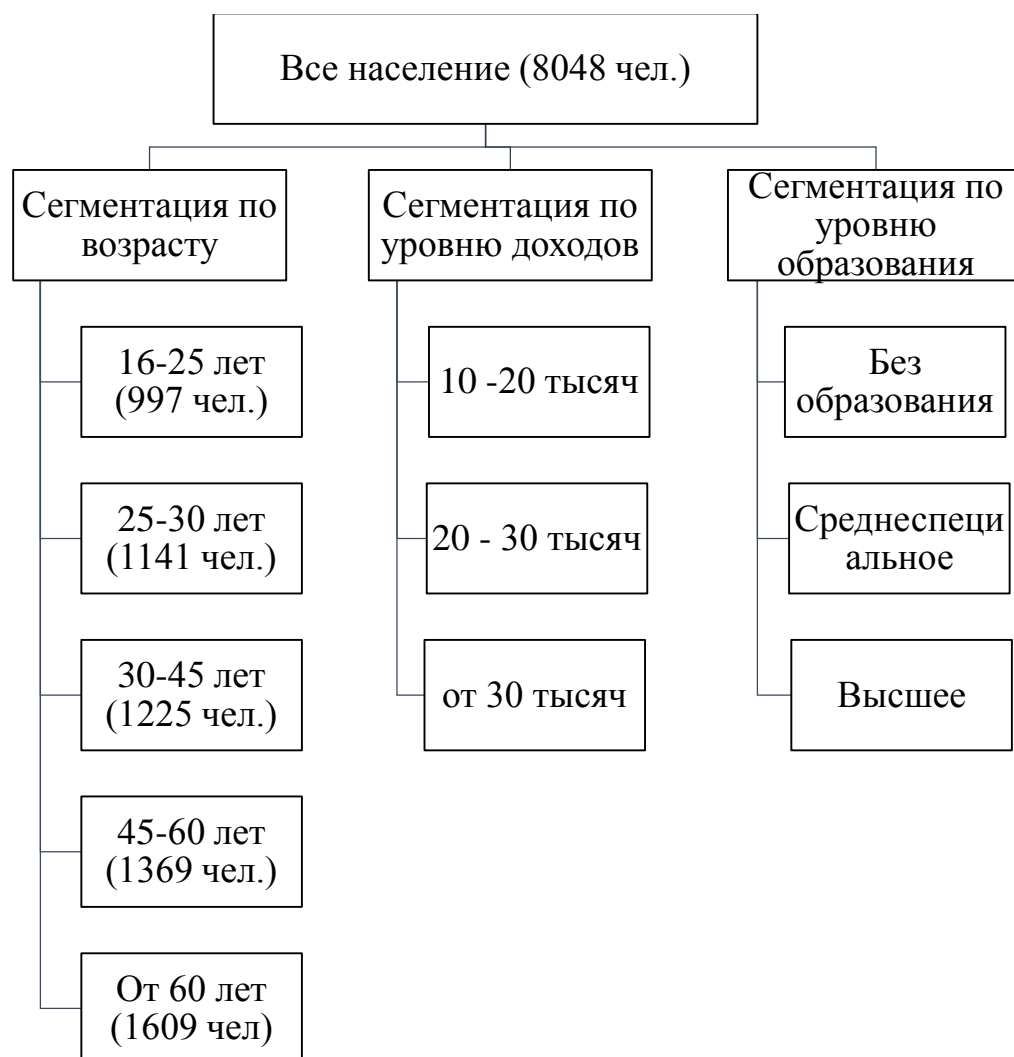 Все население (8048 чел.)
Сегментация по
возрасту
16-25 лет
(997 чел.)
25-30 лет
(1141 чел.)
30-45 лет
(1225 чел.)
45-60 лет
(1369 чел.)
От 60 лет
(1609 чел)
Сегментация по
уровню доходов
10 -20 тысяч
20 - 30 тысяч
от 30 тысяч
Сегментация по
уровню
образования
Без
образования
Среднеспеци
альное
Высшее